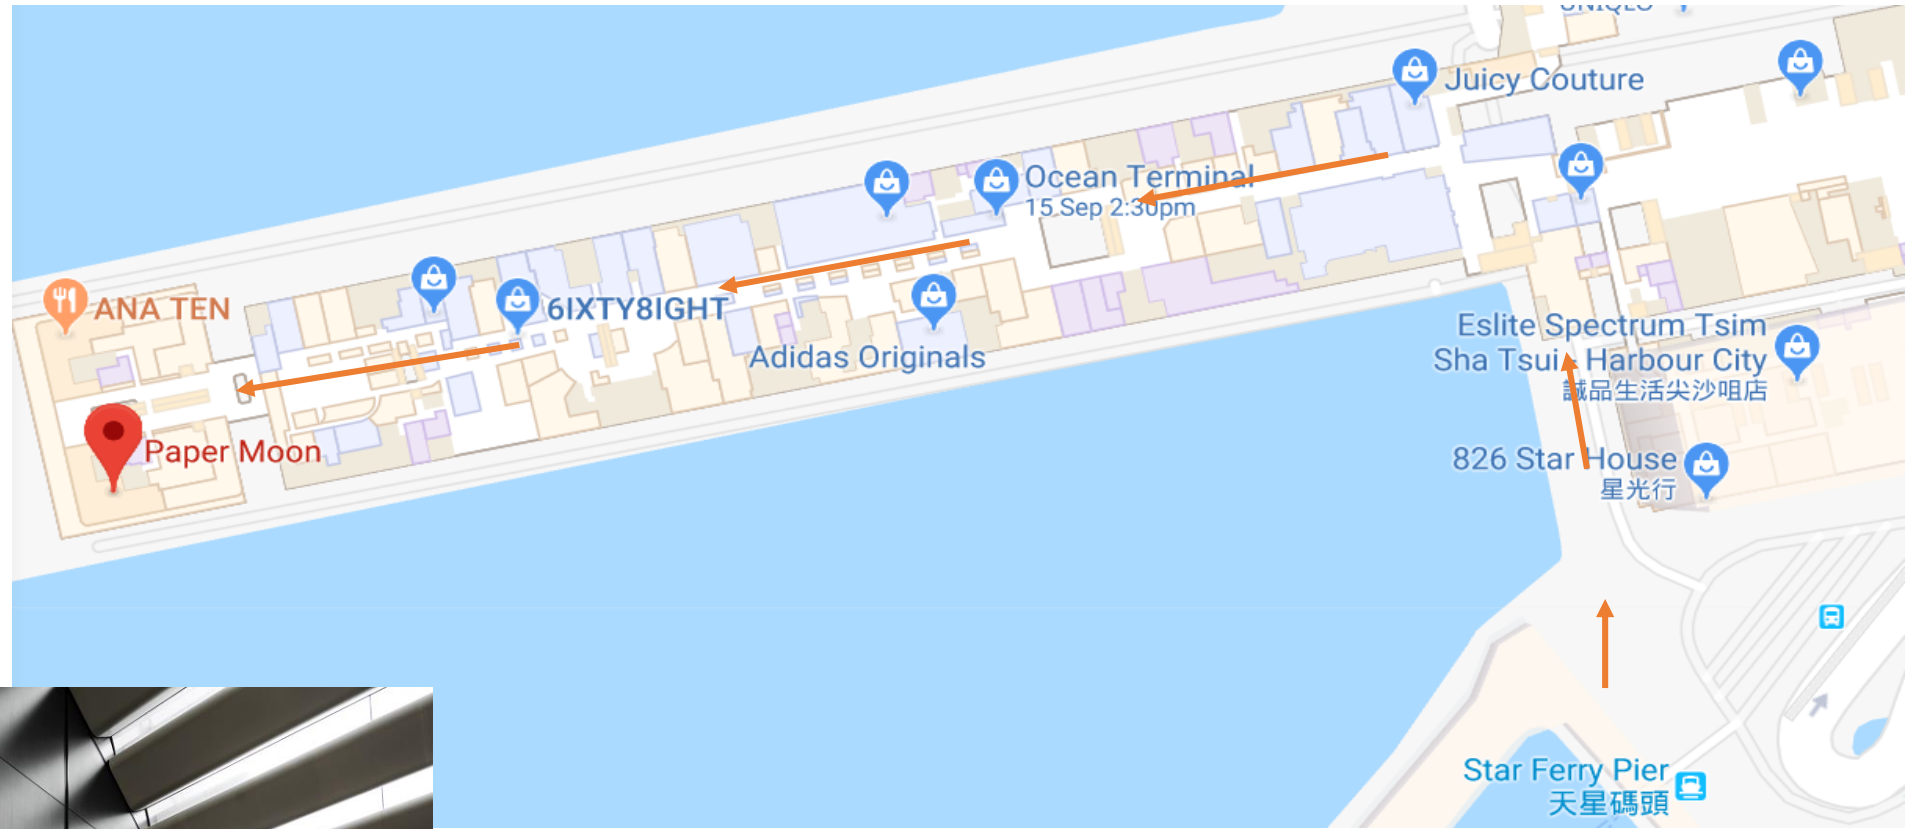 UNIQLO
Juicy Couture
Ocean Terminal
15 Sep 2:30pm
ANA TEN
6IXTY8IGHT
Adidas Originals
Eslite Spectrum Tsim
Sha Tsui - Harbour City
誠品生活尖沙咀店
Paper Moon
826 Star House
星光行
Star Ferry Pier
天星碼頭